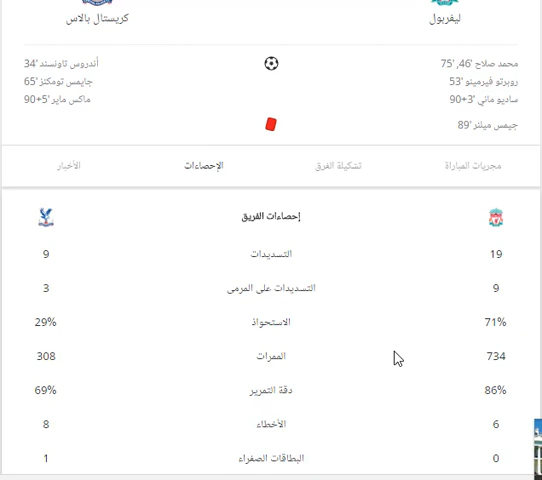 ليفربول كريستال بالاس
محمد صلاح '46, '75 أندروس تاونسند '34
روبرتو فيرمينو '53 جايمس تومكنز '65
ساديو ماني '3+90 ماكس ماير '5+90
جيمس ميلنر '89
مجريات المباراة تشكيلة الفرق الإحصاءات الأخبار
إحصاءات الفريق
19 التسديدات 9
9 التسديدات على المرمى 3
71% الاستحواذ 29%
734 الممرات 308
86% دقة التمرير 69%
6 الأخطاء 8
0 البطاقات الصفراء 1